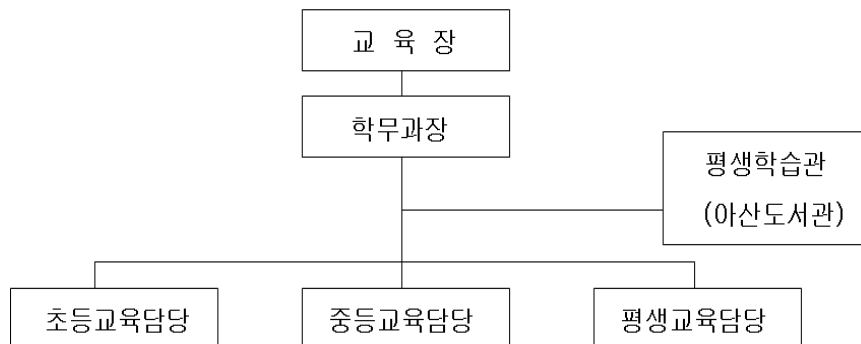 교 육 장
학무과장
평생학습관
(아산도서관)
초등교육담당
중등교육담당
평생교육담당